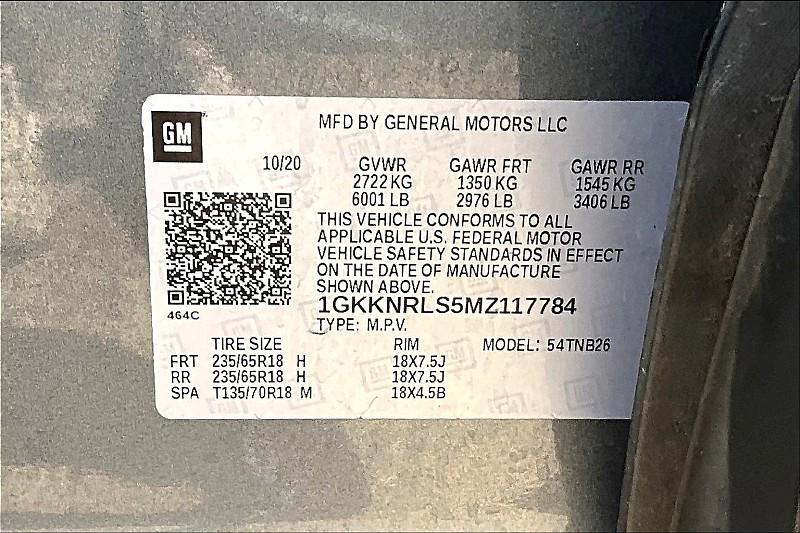 GM
MFD BY GENERAL MOTORS LLC
10/20 GVWR GAWR FRT GAWR RR
2722 KG 1350 KG 1545 KG
6001 LB 2976 LB 3406 LB
THIS VEHICLE CONFORMS TO ALL
APPLICABLE U.S. FEDERAL MOTOR
VEHICLE SAFETY STANDARDS IN EFFECT
ON THE DATE OF MANUFACTURE
SHOWN ABOVE.
1GKKNRLS5MZ117784
464C
TYPE: M.P.V.
TIRE SIZE RIM MODEL: 54TNB26
FRT 235/65R18 H 18X7.5J
RR 235/65R18 H 18X7.5J
SPA T135/70R18 M 18X4.5B